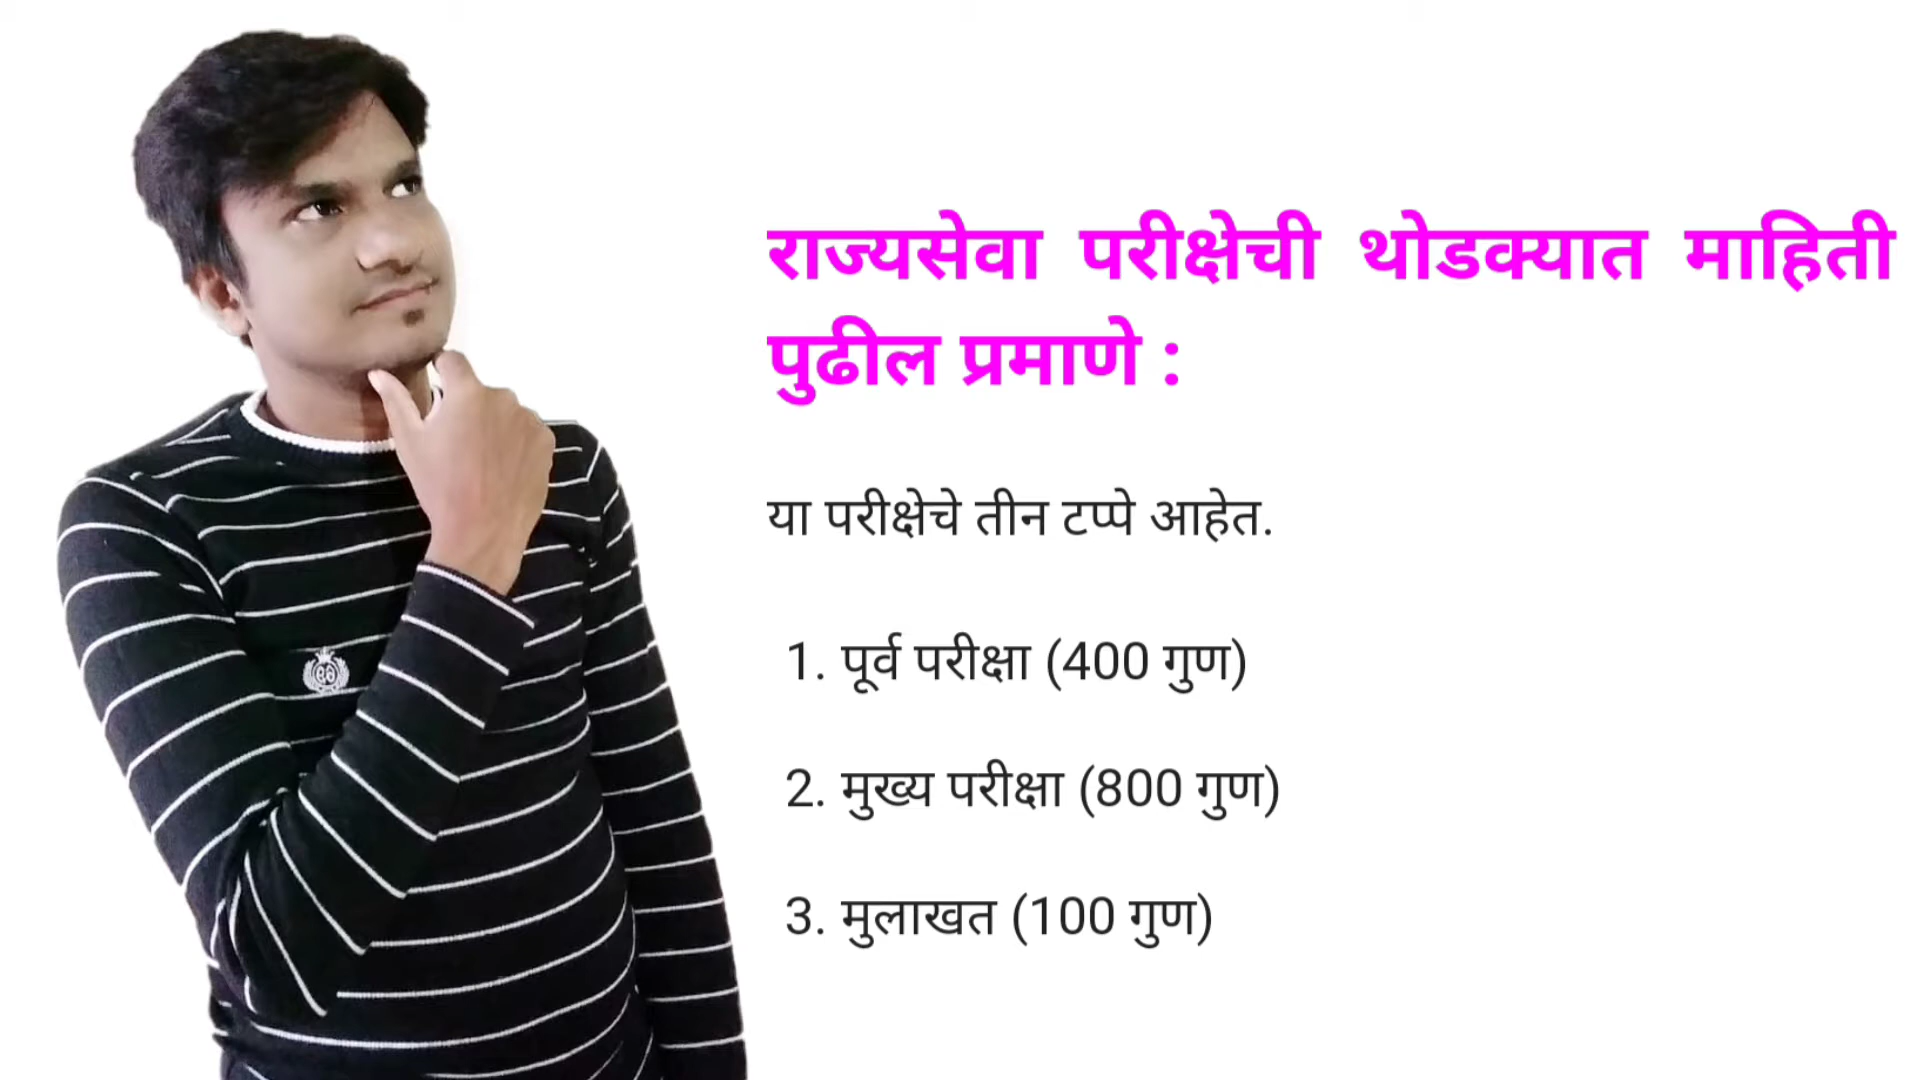 राज्यसेवा परीक्षेची थोडक्यात माहिती
पुढील प्रमाणे :
या परीक्षेचे तीन टप्पे आहेत.
1. पूर्व परीक्षा (400 गुण)
2. मुख्य परीक्षा (800 गुण)
3. मुलाखत (100 गुण)